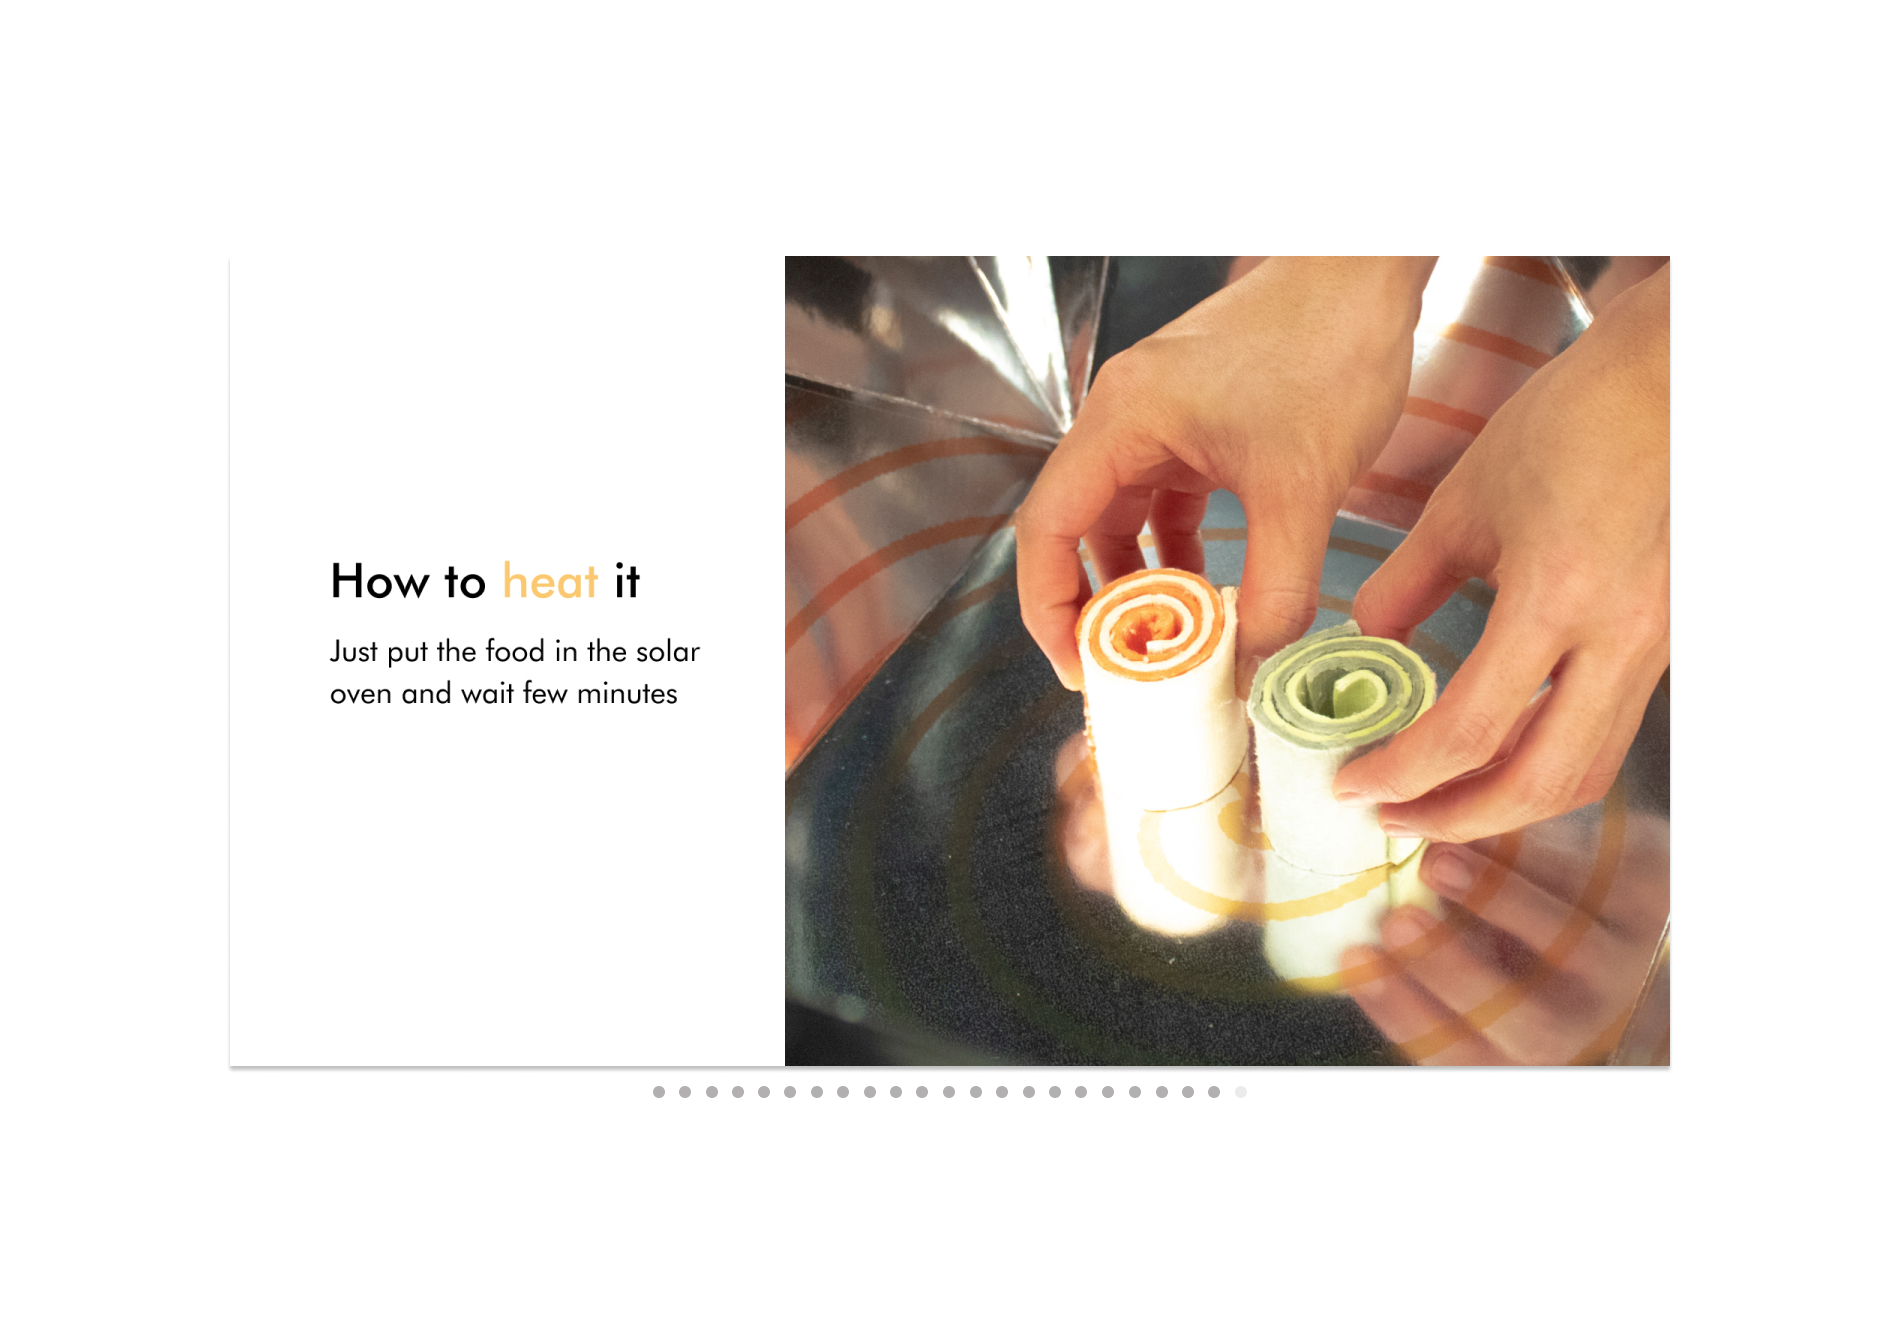 How to heat it
Just put the food in the solar
oven and wait few minutes